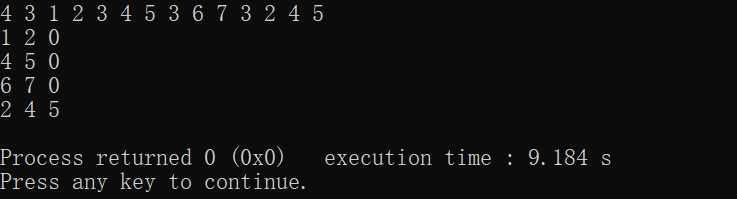 4 3 1 2 3 4 5 3 6 7 3 2 4 5
1 2 0
4 5 0
6 7 0
2 4 5
Process returned 0 (0x0)   execution time : 9.184 s
Press any key to continue.